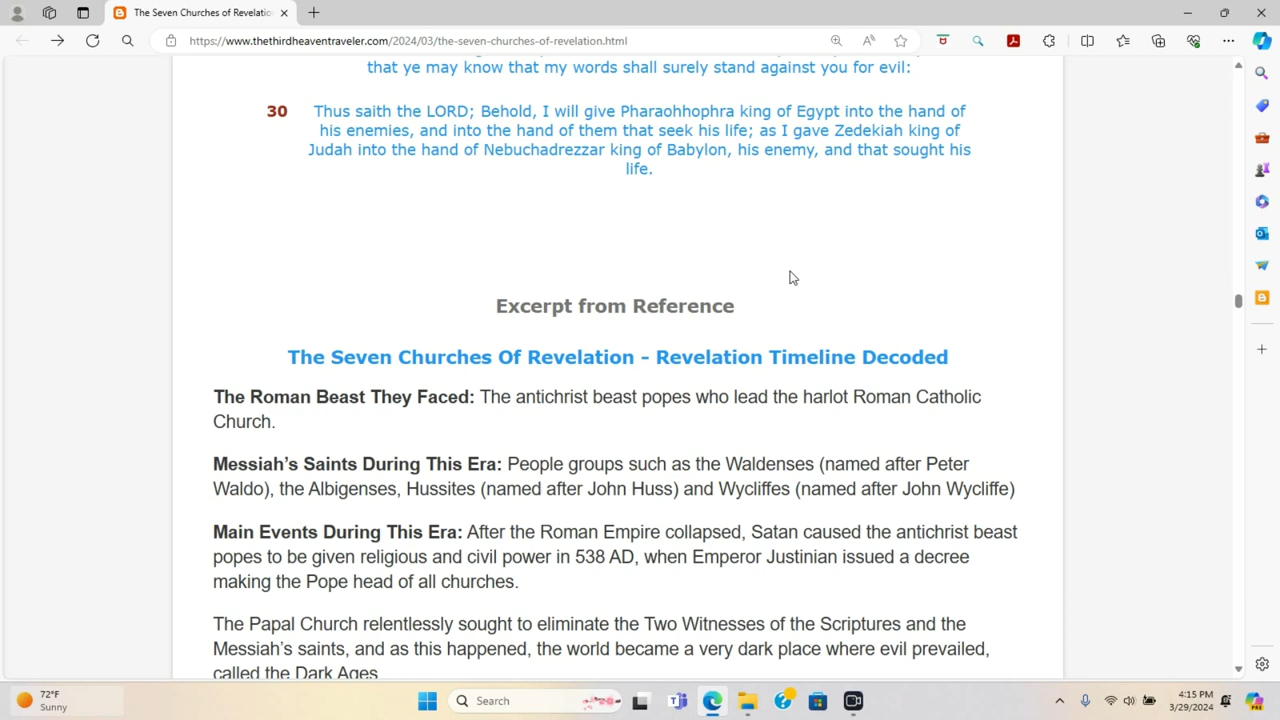 The Seven Churches of Revelatio
https://www.thethirdheaventraveler.com/2024/03/the-seven-churches-of-revelation.html
that ye may know that my words shall surely stand against you for evil:
30 Thus saith the LORD; Behold, I will give Pharaohhophra king of Egypt into the hand of
his enemies, and into the hand of them that seek his life; as I gave Zedekiah king of
Judah into the hand of Nebuchadrezzar king of Babylon, his enemy, and that sought his
life.
Excerpt from Reference
The Seven Churches Of Revelation - Revelation Timeline Decoded
The Roman Beast They Faced: The antichrist beast popes who lead the harlot Roman Catholic
Church.
Messiah’s Saints During This Era: People groups such as the Waldenses (named after Peter
Waldo), the Albigenses, Hussites (named after John Huss) and Wycliffes (named after John Wycliffe)
Main Events During This Era: After the Roman Empire collapsed, Satan caused the antichrist beast
popes to be given religious and civil power in 538 AD, when Emperor Justinian issued a decree
making the Pope head of all churches.
The Papal Church relentlessly sought to eliminate the Two Witnesses of the Scriptures and the
Messiah’s saints, and as this happened, the world became a very dark place where evil prevailed,
called the Dark Ages
72°F
Sunny
Search
4:15 PM
3/29/2024